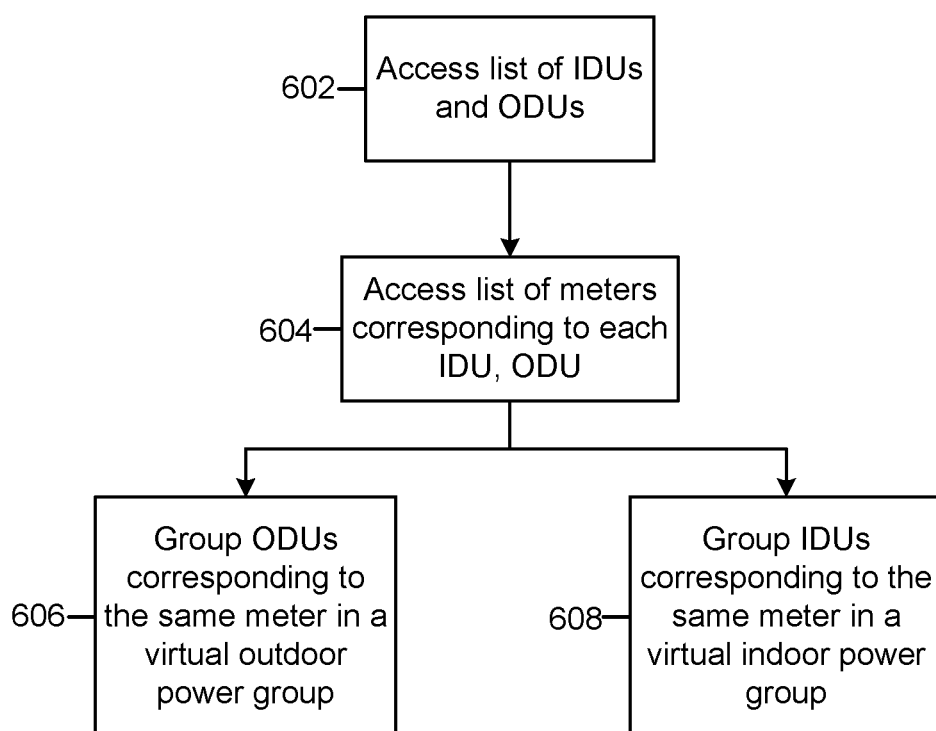 602
Access list of IDUs
and ODUs
604
Access list of meters
corresponding to each
IDU, ODU
606
Group ODUs
corresponding to
the same meter in a
virtual outdoor
power group
608
Group IDUs
corresponding to the
same meter in a
virtual indoor power
group